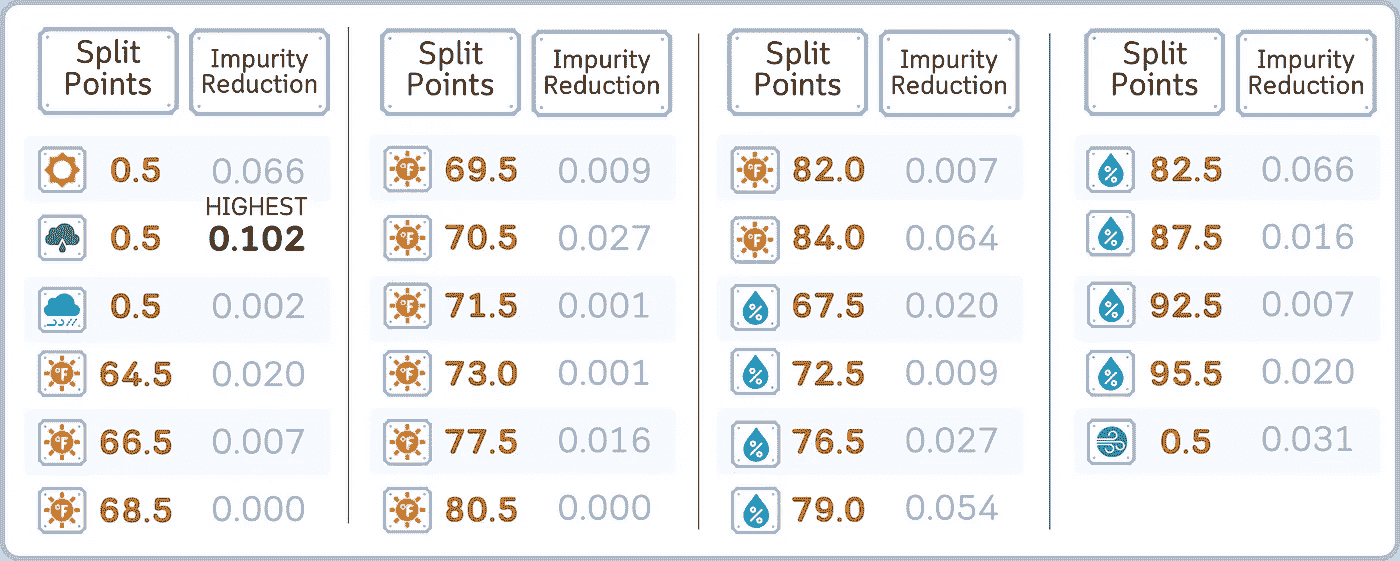 Split
Points
Impurity
Reduction
0.5 0.066
HIGHEST
0.5 0.102
0.5 0.002
°F 64.5 0.020
°F 66.5 0.007
°F 68.5 0.000
Split
Points
Impurity
Reduction
°F 69.5 0.009
°F 70.5 0.027
°F 71.5 0.001
°F 73.0 0.001
°F 77.5 0.016
°F 80.5 0.000
Split
Points
Impurity
Reduction
°F 82.0 0.007
°F 84.0 0.064
% 67.5 0.020
% 72.5 0.009
% 76.5 0.027
% 79.0 0.054
Split
Points
Impurity
Reduction
% 82.5 0.066
% 87.5 0.016
% 92.5 0.007
% 95.5 0.020
0.5 0.031